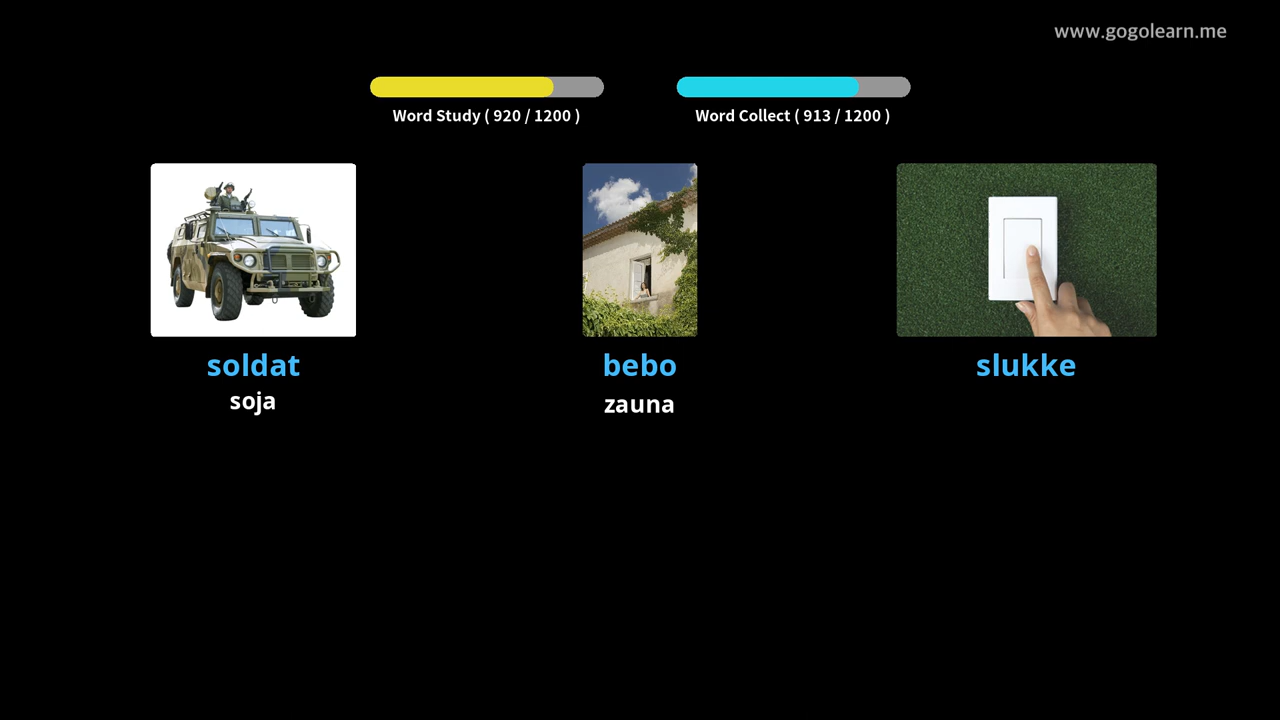 www.gogolearn.me
Word Study ( 920 / 1200 )
Word Collect ( 913 / 1200 )
soldat
soja
bebo
zauna
slukke